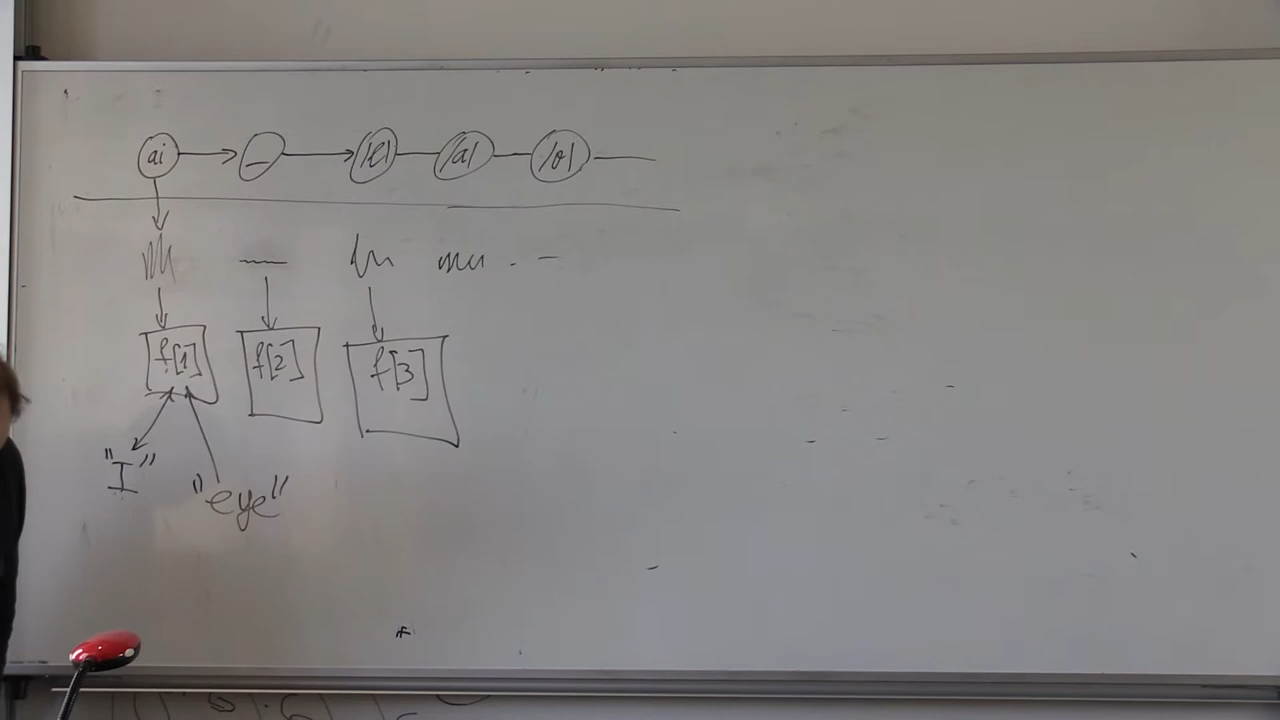 ai – /e/ /a/ /o/
f[1] f[2] f[3]
"I"
"eye"